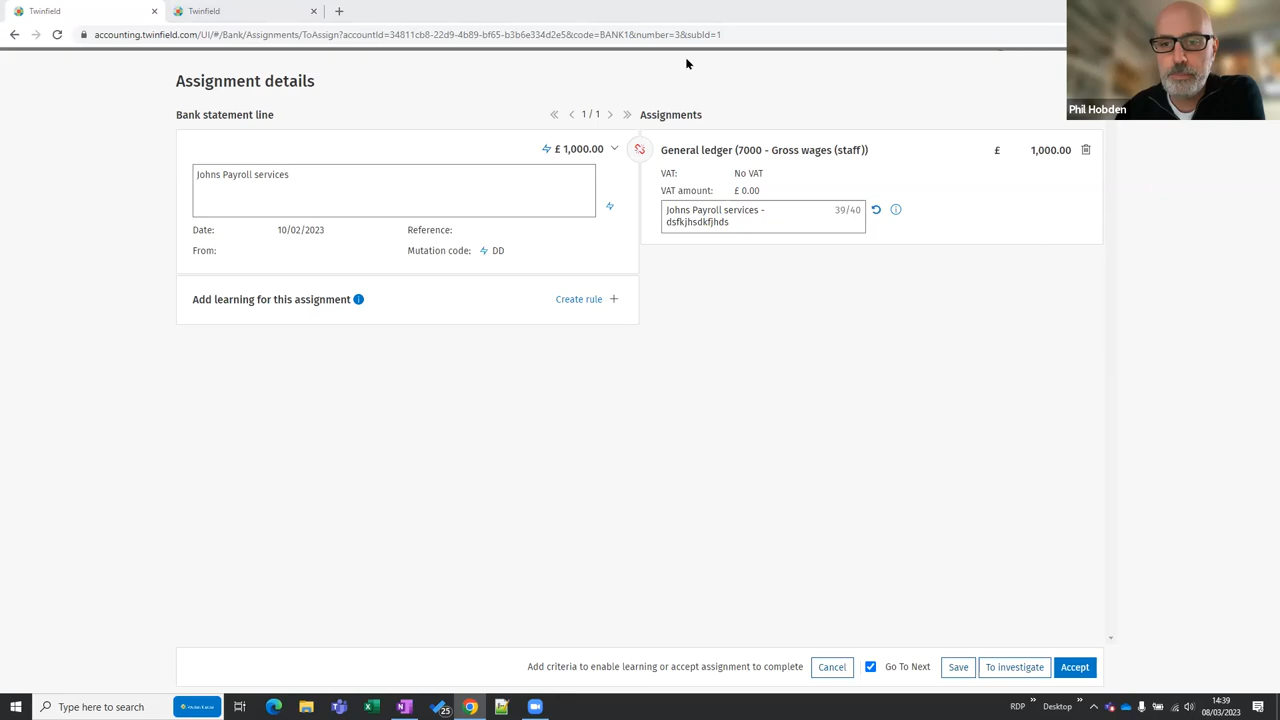 Twinfield
Twinfield
accounting.twinfield.com/UI/#/Bank/Assignments/ToAssign?accountId=34811cb8-22d9-4b89-bf65-b3b6e334d2e5&code=BANK1&number=3&subId=1
Phil Hobden
Assignment details
Bank statement line
1 / 1
Assignments
£ 1,000.00
General ledger (7000 - Gross wages (staff))
£ 1,000.00
Johns Payroll services
VAT: No VAT
VAT amount: £ 0.00
Johns Payroll services - 39/40
dsfkjhsdkfjhds
Date: 10/02/2023 Reference:
From: Mutation code: DD
Add learning for this assignment
Create rule +
Add criteria to enable learning or accept assignment to complete
Cancel
Go To Next
Save
To investigate
Accept
Type here to search
25
RDP
Desktop
14:39
08/03/2023